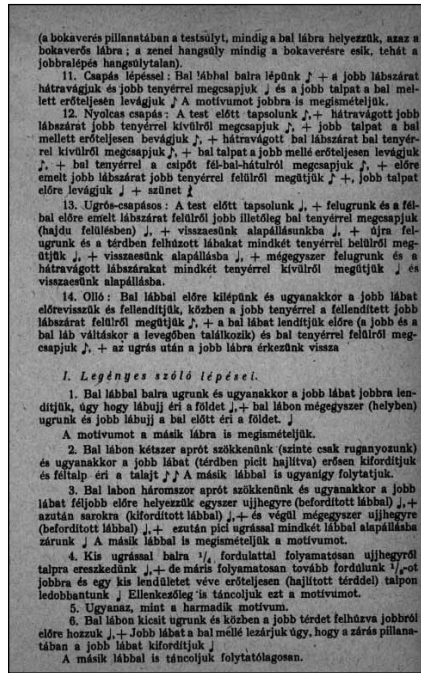 (a bokaverés pillanatában a testsúlyt, mindig a bal lábra helyezzük, azaz a
bokaverős lábra ; a zenei hangsúly mindig a bokaverésre esik, tehát a
jobbralépés hangsúlytalan).
11. Csapás lépéssel : Bal lábbal balra lépünk ♪ + a jobb lábszárat
hátravágjuk és jobb tenyérrel megcsapjuk ♩ és a jobb talpat a bal mel-
lett erőteljesen levágjuk ♪ A motívumot jobbra is megismételjük.
12. Nyolcas csapás : A test előtt tapsolunk ♪, + hátravágott jobb
lábszárat jobb tenyérrel kívülről megcsapjuk ♪, + jobb talpat a bal
mellett erőteljesen bevágjuk ♪, + hátravágott bal lábszárat bal tenyér-
rel kívülről megcsapjuk ♪, + bal talpat a jobb mellé erőteljesen levágjuk
♪, + bal tenyérrel a csipőt fél-bal-hátulról megcsapjuk ♪, + előre
emelt jobb lábszárat jobb tenyérrel felülről megütjük ♪ +, jobb talpat
előre levágjuk ♩ + szünet
13. Ugrós-csapásos : A test előtt tapsolunk ♩, + felugrunk és a fél-
bal előre emelt lábszárat felülről jobb illetőleg bal tenyérrel megcsapjuk
(hajdu felülésben) ♩, + visszaesünk alapállásunkba ♩, + újra fel-
ugrunk és a térdben felhúzott lábakat mindkét tenyérrel belülről meg-
ütjük ♩, + visszaesünk alapállásba ♩, + mégegyszer felugrunk és a
hátravágott lábszárakat mindkét tenyérrel kívülről megütjük ♩ és
visszaesünk alapállásba.
14. Olló : Bal lábbal előre kilépünk és ugyanakkor a jobb lábat
előrevisszük és fellendítjük, közben a jobb tenyérrel a fellendített jobb
lábszárat felülről megütjük ♪, + a bal lábat lendítjük előre (a jobb és a
bal láb váltáskor a levegőben találkozik) és bal tenyérrel felülről meg-
csapjuk ♪, + az ugrás után a jobb lábra érkezünk vissza
I. Legényes szóló lépései.
1. Bal lábbal balra ugrunk és ugyanakkor a jobb lábat jobbra len-
dítjük, úgy hogy lábujj éri a földet ♩, + bal lábon mégegyszer (helyben)
ugrunk és jobb lábujj a bal előtt éri a földet. ♩
A motívumot a másik lábra is megismételjük.
2. Bal lábon kétszer aprót szökkenünk (szinte csak ruganyozunk)
és ugyanakkor a jobb lábat (térdben picit hajlítva) erősen kifordítjuk
és féltalp éri a talajt ♪ ♪ A másik lábbal is ugyanígy folytatjuk.
3. Bal labon háromszor aprót szökkenünk és ugyanakkor a jobb
lábat féljobb előre helyezzük egyszer ujjhegyre (befordított lábbal) ♩, +
azután sarokra (kifordított lábbal) ♩, + és végül mégegyszer ujjhegyre
(befordított lábbal) ♩, + ezután pici ugrással mindkét lábbal alapállásba
zárunk ♩ A másik lábbal is megismételjük a motívumot.
4. Kis ugrással balra ¹/₄ fordulattal folyamatosan ujjhegyről
talpra ereszkedünk ♩, + de máris folyamatosan tovább fordulunk ¹/₈-ot
jobbra és egy kis lendületet véve erőteljesen (hajlított térddel) talpon
ledobbantunk ♩ Ellenkezőleg is táncoljuk ezt a motívumot.
5. Ugyanaz, mint a harmadik motívum.
6. Bal lábon kicsit ugrunk és közben a jobb térdet felhúzva jobbról
előre hozzuk ♩, + Jobb lábat a bal mellé lezárjuk úgy, hogy a zárás pillana-
tában a jobb lábat kifordítjuk ♩
A másik lábbal is táncoljuk folytatólagosan.